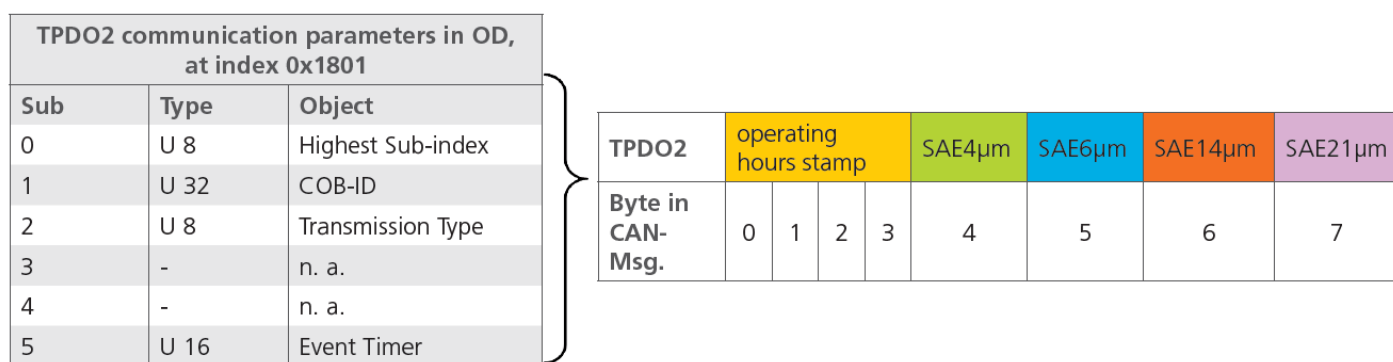 TPDO2 communication parameters in OD,
at index 0x1801
Sub Type Object
0 U 8 Highest Sub-index
1 U 32 COB-ID
2 U 8 Transmission Type
3 - n. a.
4 - n. a.
5 U 16 Event Timer
TPDO2 operating
hours stamp SAE4µm SAE6µm SAE14µm SAE21µm
Byte in
CAN-
Msg. 0 1 2 3 4 5 6 7